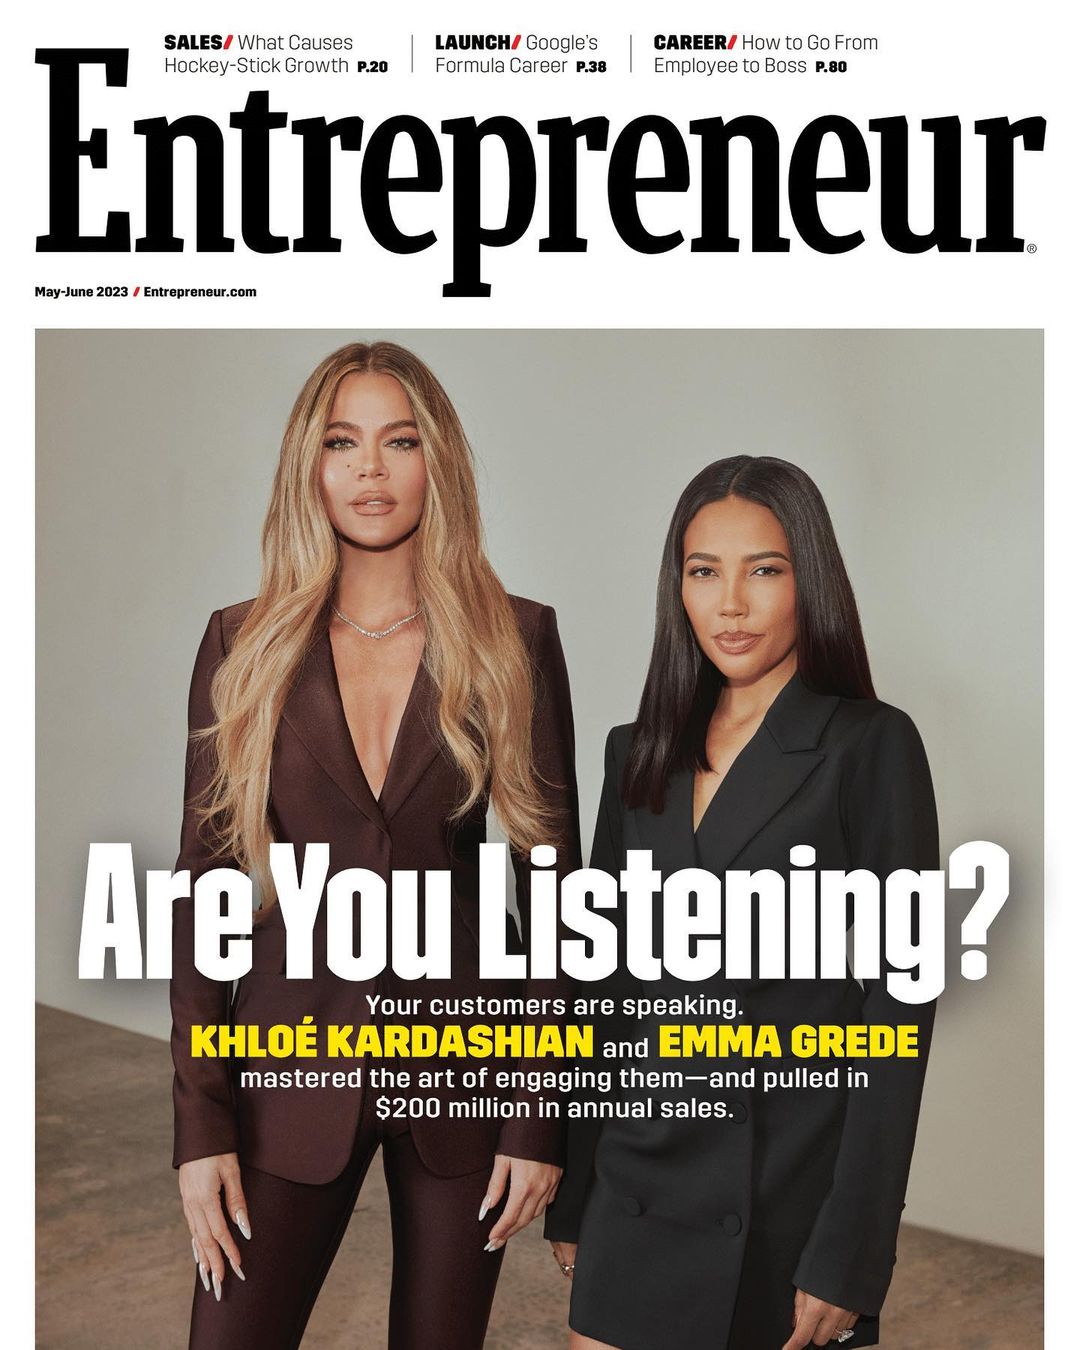 SALES/ What Causes
Hockey-Stick Growth P.20
LAUNCH/ Google's
Formula Career P.38
CAREER/ How to Go From
Employee to Boss P.80
Entrepreneur®
May-June 2023 / Entrepreneur.com
Are You Listening?
Your customers are speaking.
KHLOÉ KARDASHIAN and EMMA GREDE
mastered the art of engaging them—and pulled in
$200 million in annual sales.